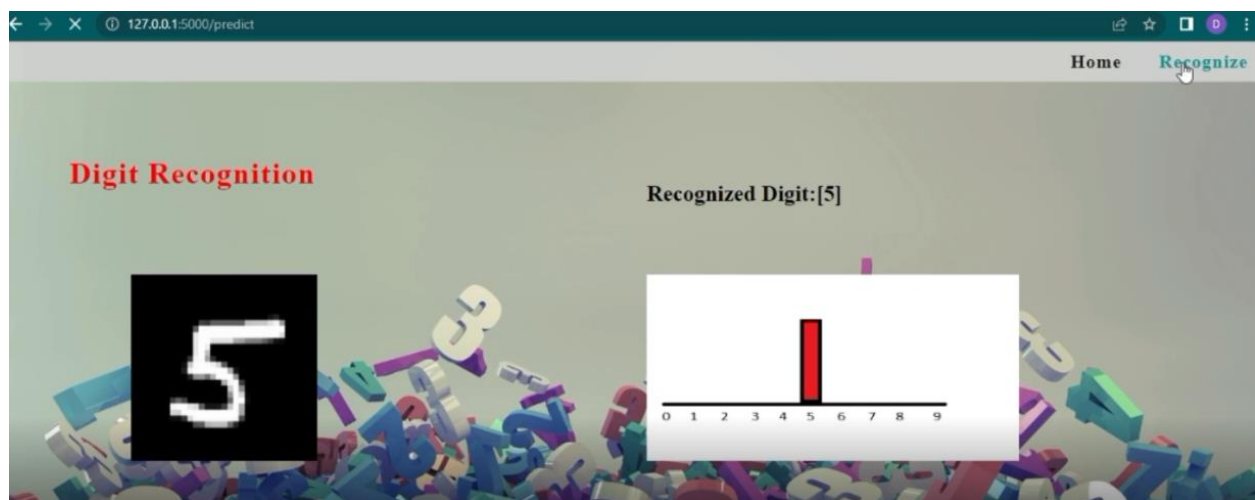 127.0.0.1:5000/predict
D
Home Recognize
Digit Recognition
Recognized Digit:[5]
5
3
0 1 2 3 4 5 6 7 8 9